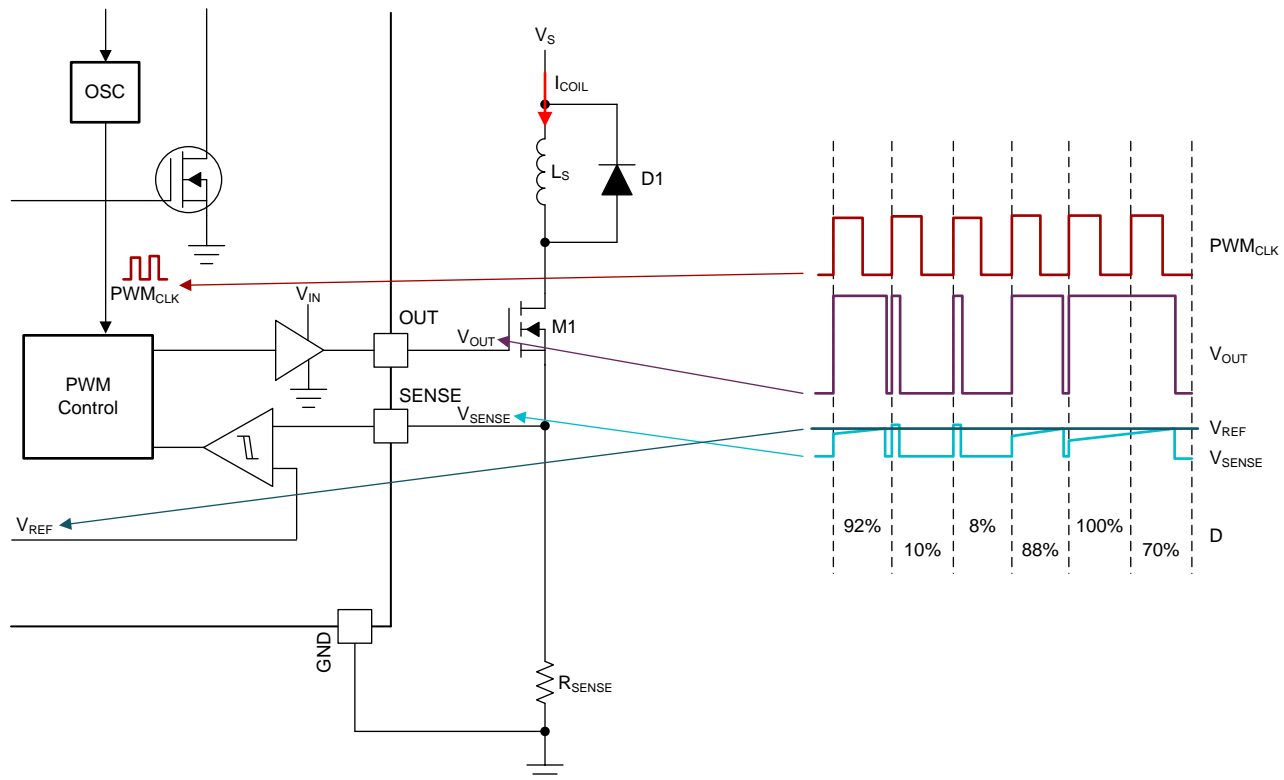 V_S
I_COIL
OSC
L_S
D1
PWM_CLK
PWM_CLK
V_IN
OUT
M1
V_OUT
V_OUT
PWM
Control
SENSE
V_SENSE
V_REF
V_SENSE
V_REF
92%
10%
8%
88%
100%
70%
D
GND
R_SENSE